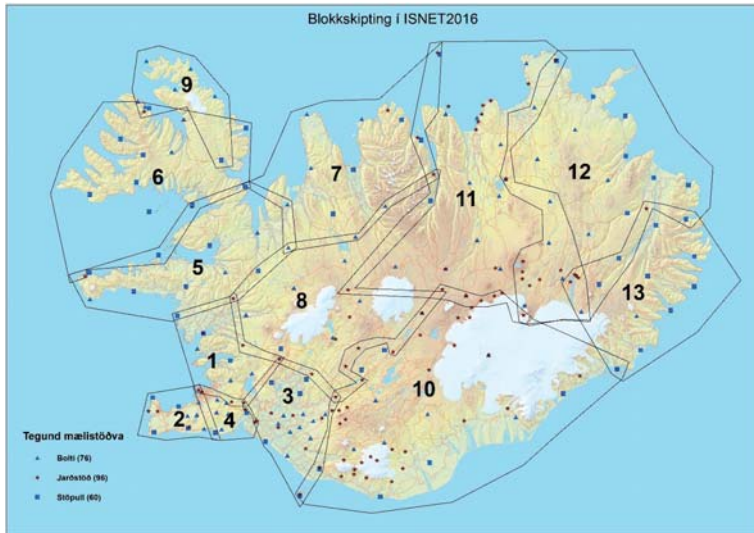 Blokkskipting í ISNET2016
9
6
7
12
11
5
8
13
1
3
10
2
4
Tegund mælistöðva
Bolti (76)
Jarðstöð (96)
Stöpull (60)